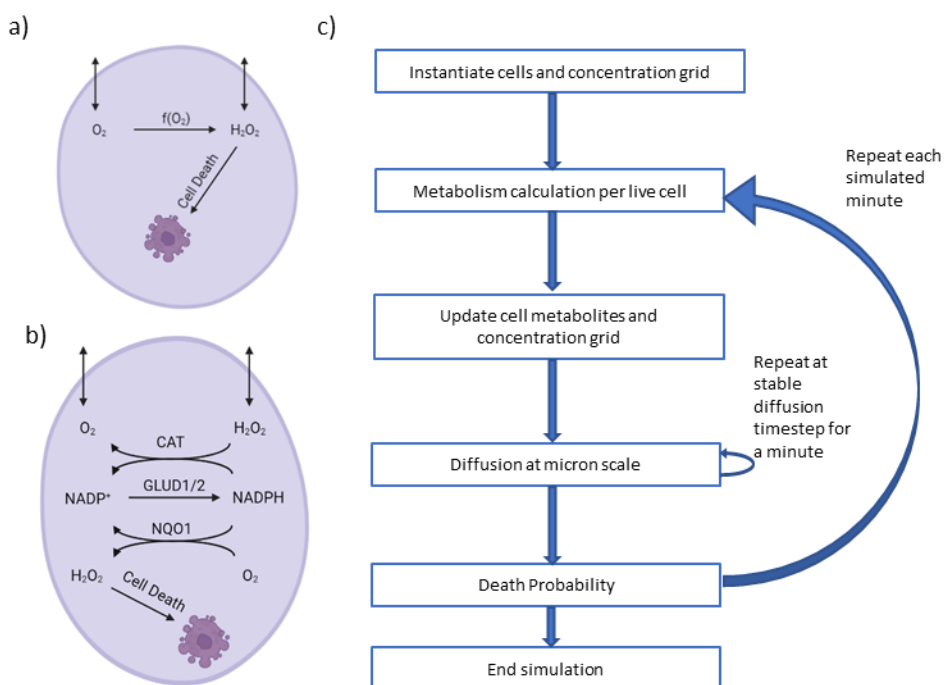 a)
O₂
f(O₂)
H₂O₂
Cell Death
b)
O₂
H₂O₂
CAT
NADP⁺
GLUD1/2
NADPH
NQO1
H₂O₂
O₂
Cell Death
c)
Instantiate cells and concentration grid
Metabolism calculation per live cell
Repeat each
simulated
minute
Update cell metabolites and
concentration grid
Repeat at
stable
diffusion
timestep for
a minute
Diffusion at micron scale
Death Probability
End simulation